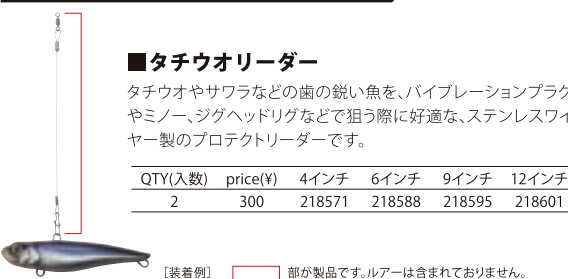 ■タチウオリーダー
タチウオやサワラなどの歯の鋭い魚を、バイブレーションプラグ
やミノー、ジグヘッドリグなどで狙う際に好適な、ステンレスワイ
ヤー製のプロテクトリーダーです。
QTY(入数) price(¥) 4インチ 6インチ 9インチ 12インチ
2 300 218571 218588 218595 218601
［装着例］ 部が製品です。ルアーは含まれておりません。